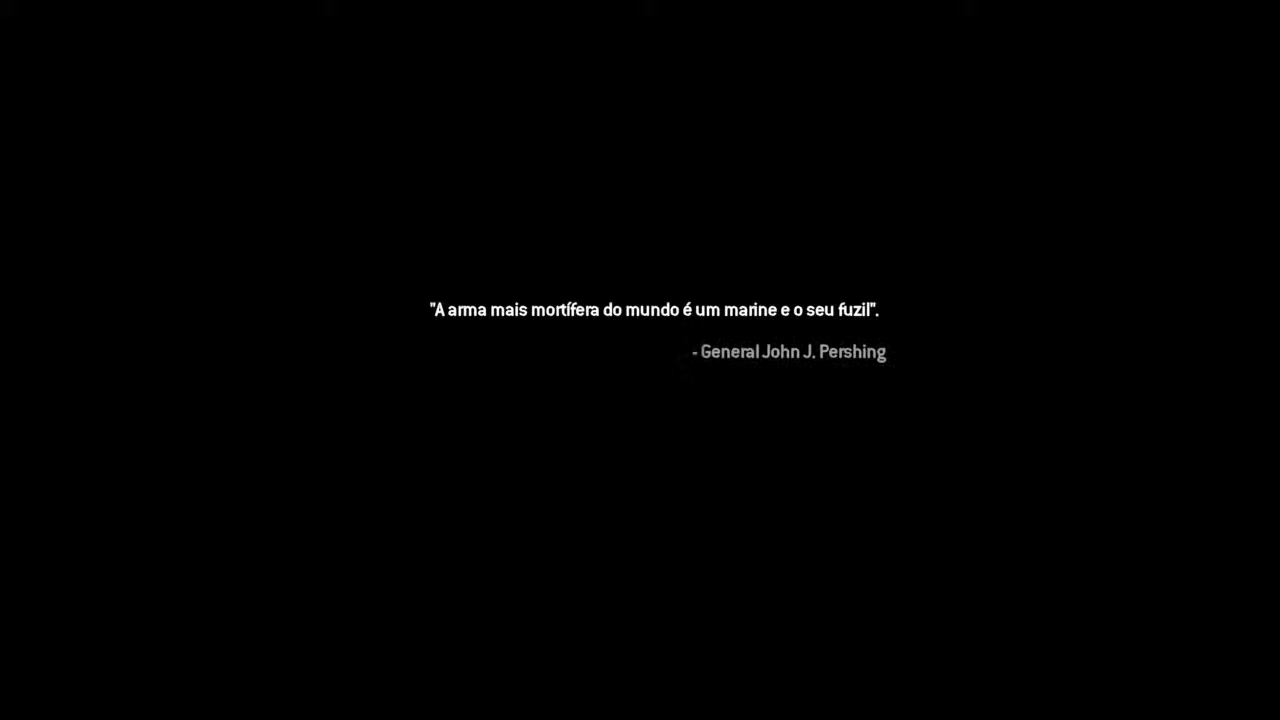 "A arma mais mortífera do mundo é um marine e o seu fuzil".
- General John J. Pershing